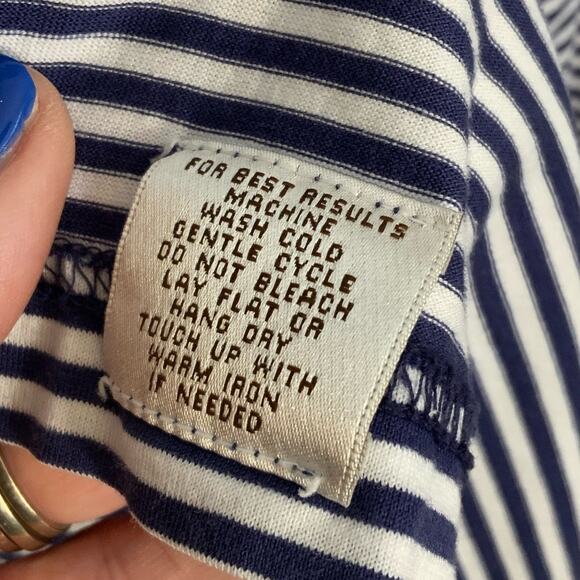 FOR BEST RESULTS
MACHINE
WASH COLD
GENTLE CYCLE
DO NOT BLEACH
LAY FLAT OR
HANG DRY
TOUCH UP WITH
WARM IRON
IF NEEDED